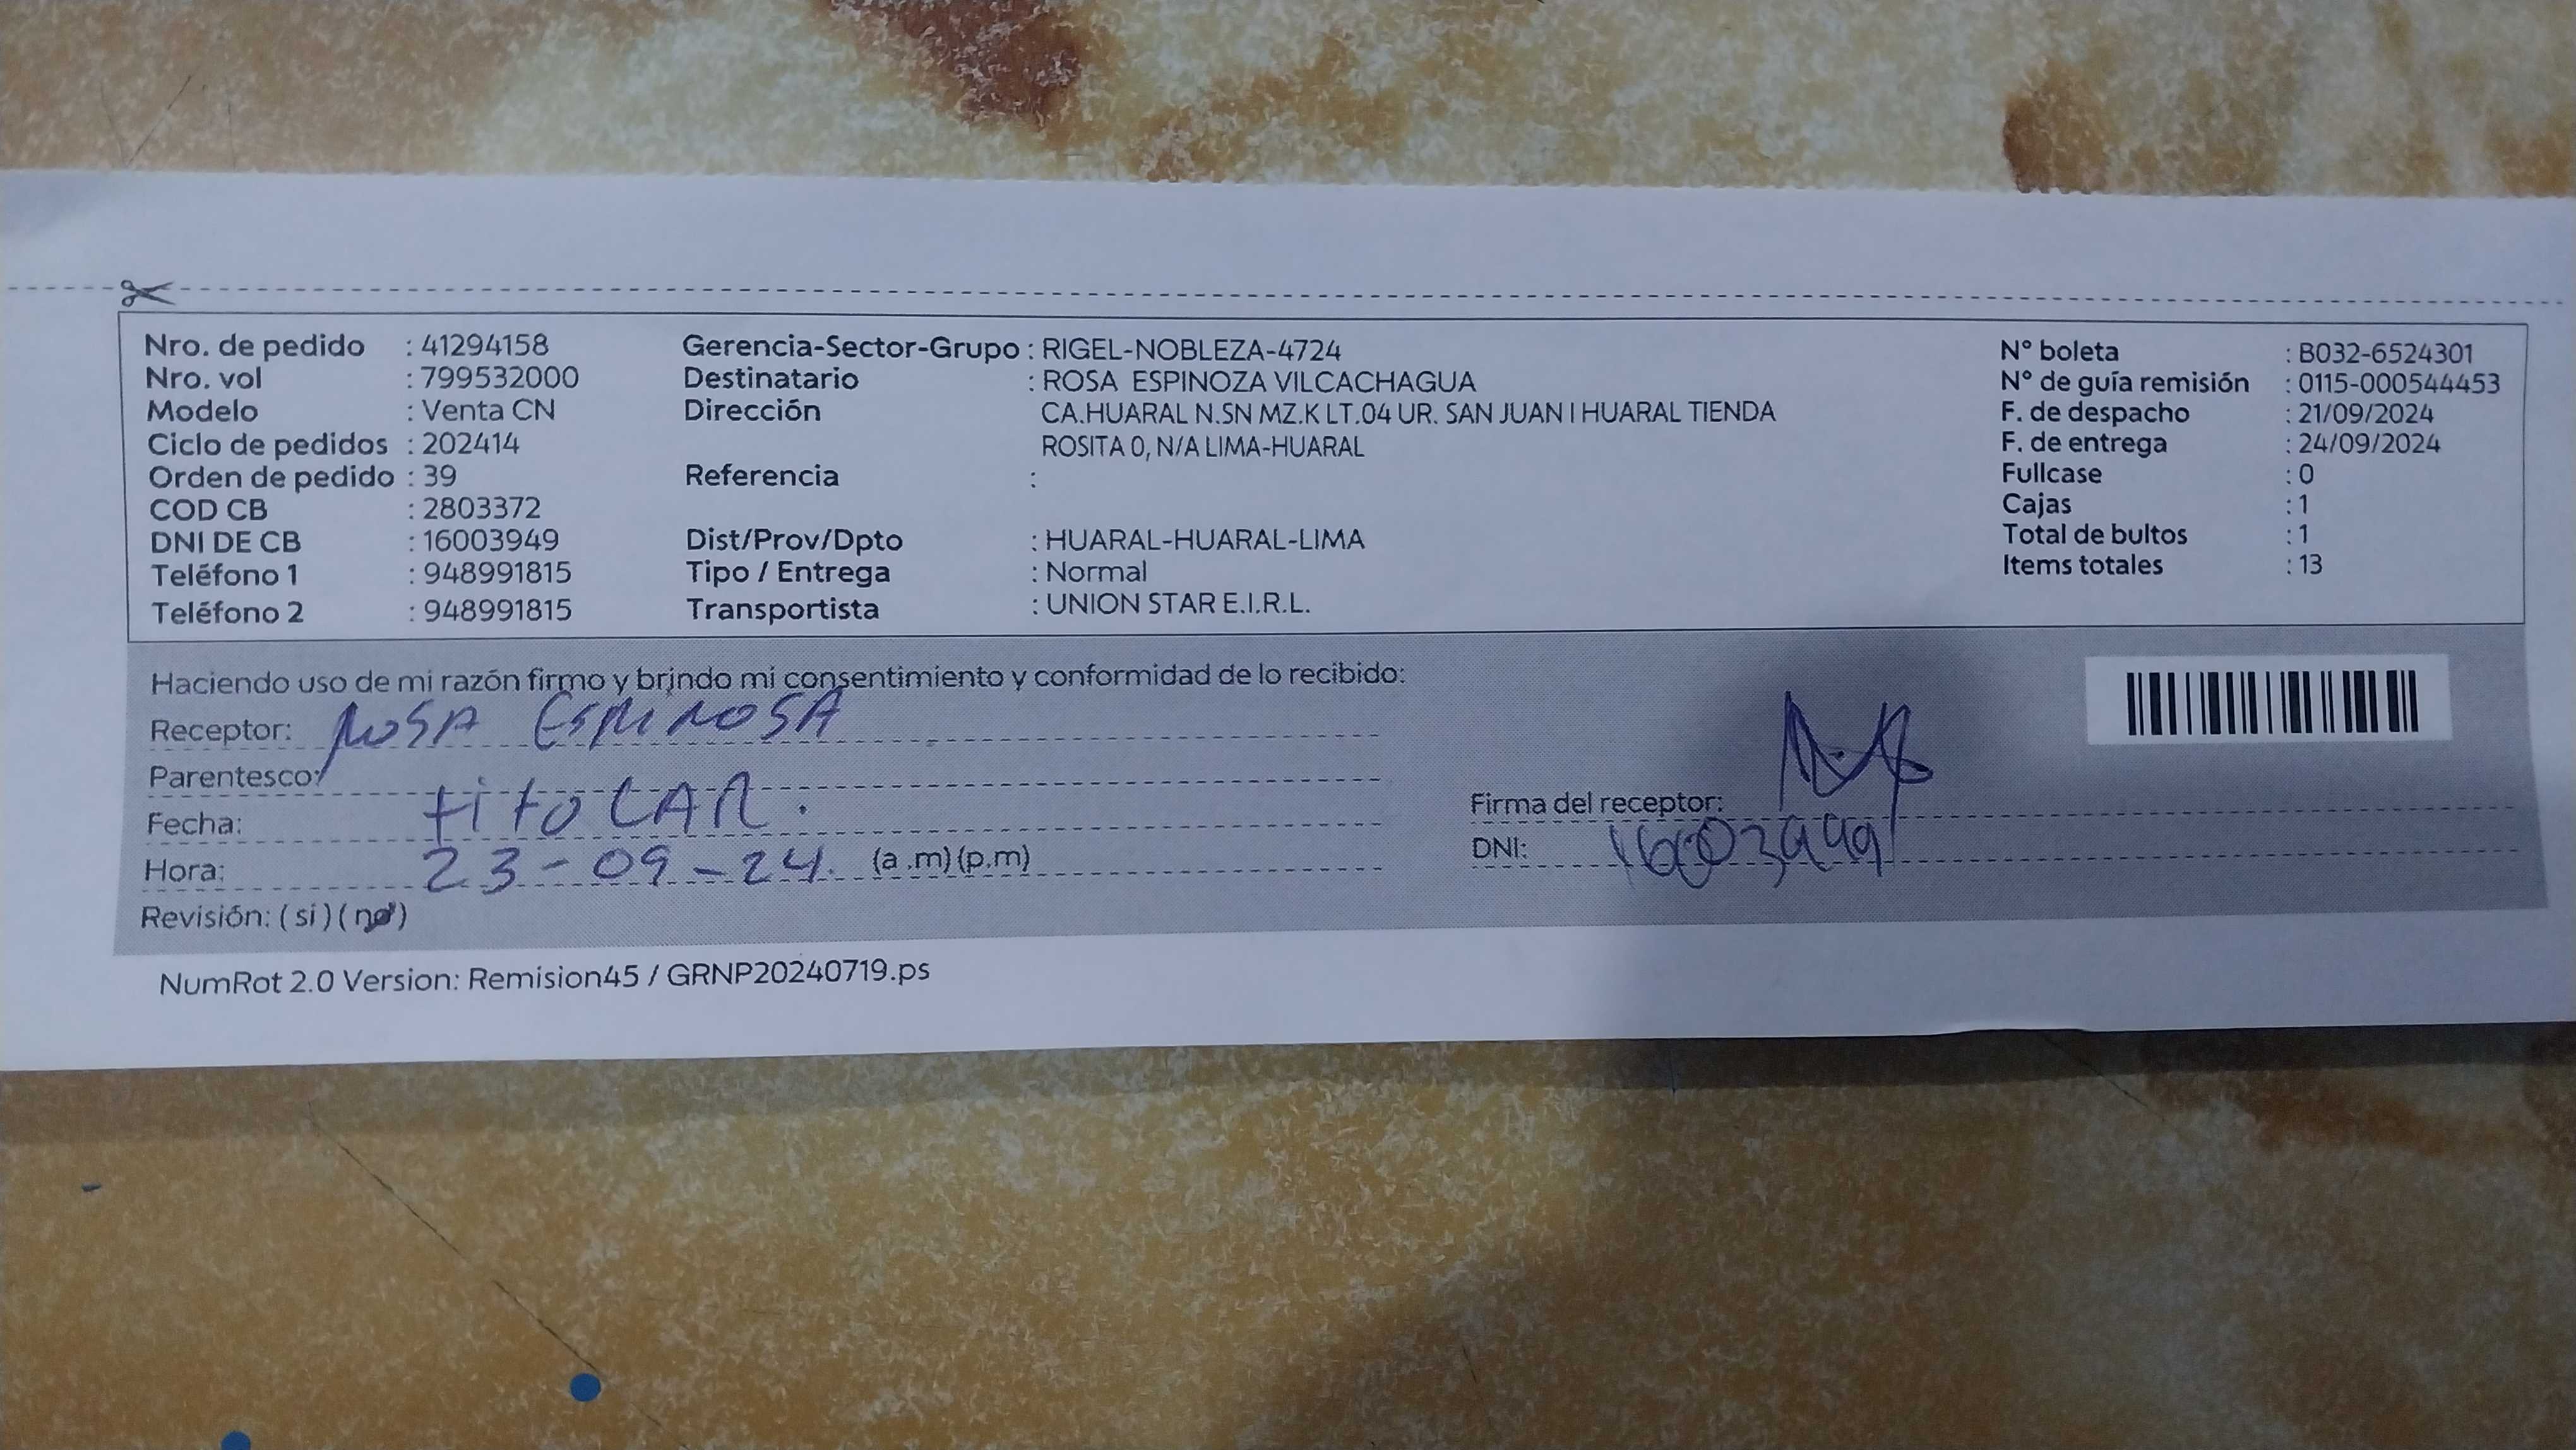 Nro. de pedido : 41294158
Nro. vol : 799532000
Modelo : Venta CN
Ciclo de pedidos : 202414
Orden de pedido : 39
COD CB : 2803372
DNI DE CB : 16003949
Teléfono 1 : 948991815
Teléfono 2 : 948991815
Gerencia-Sector-Grupo : RIGEL-NOBLEZA-4724
Destinatario : ROSA ESPINOZA VILCACHAGUA
Dirección CA.HUARAL N.SN MZ.K LT.04 UR. SAN JUAN I HUARAL TIENDA
ROSITA 0, N/A LIMA-HUARAL
Referencia :
Dist/Prov/Dpto : HUARAL-HUARAL-LIMA
Tipo / Entrega : Normal
Transportista : UNION STAR E.I.R.L.
N° boleta : B032-6524301
N° de guía remisión : 0115-000544453
F. de despacho : 21/09/2024
F. de entrega : 24/09/2024
Fullcase : 0
Cajas : 1
Total de bultos : 1
Items totales : 13
Haciendo uso de mi razón firmo y brindo mi consentimiento y conformidad de lo recibido:
Receptor: ROSA ESPINOSA
Parentesco:
Fecha: titoCAR.
Hora: 23-09-24. (a .m) (p.m)
Revisión: ( si ) ( no )
Firma del receptor:
DNI: 16003949
NumRot 2.0 Version: Remision45 / GRNP20240719.ps